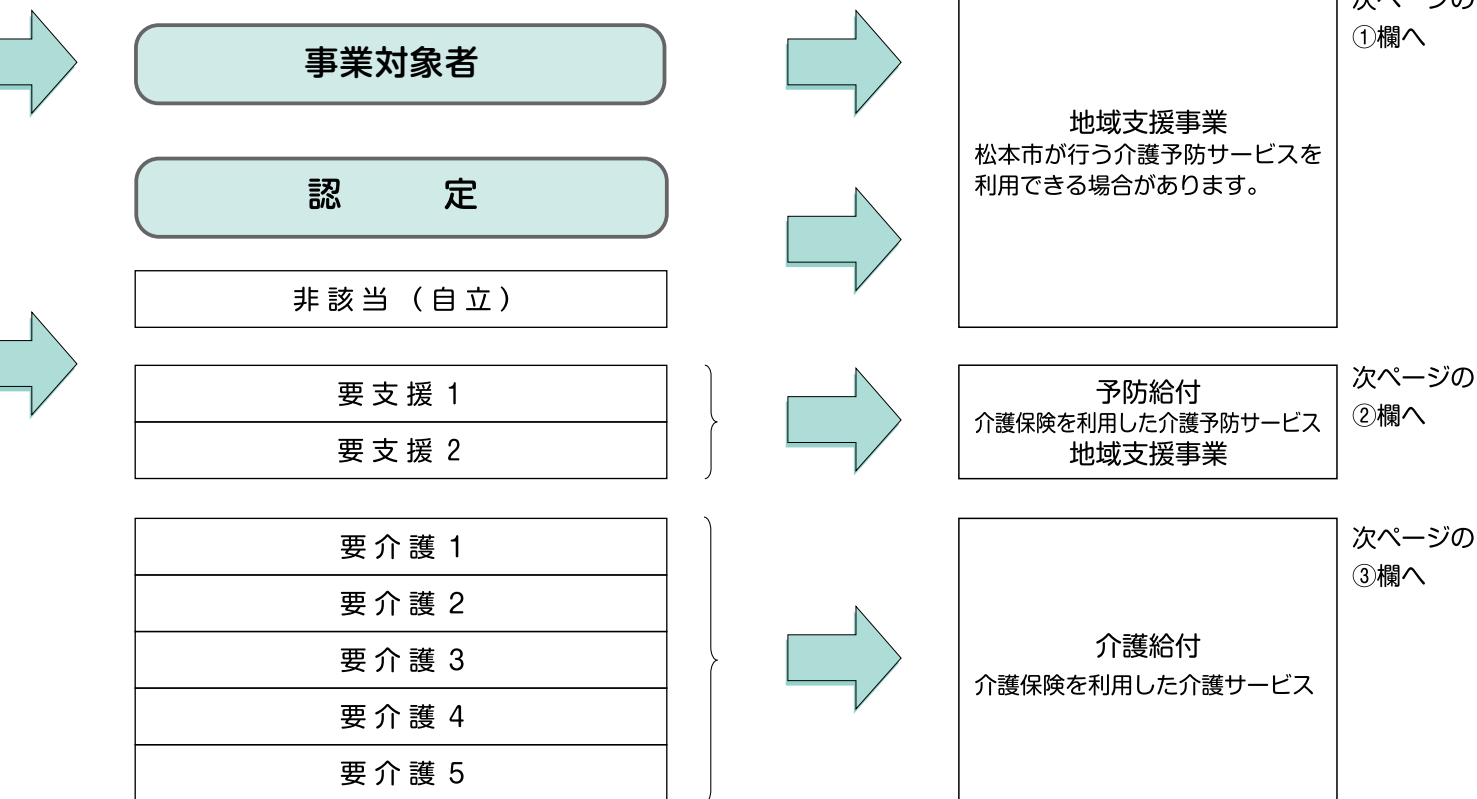 事業対象者
認定
非該当（自立）
要支援 1
要支援 2
要介護 1
要介護 2
要介護 3
要介護 4
要介護 5
次ページの
①欄へ
地域支援事業
松本市が行う介護予防サービスを
利用できる場合があります。
予防給付
介護保険を利用した介護予防サービス
地域支援事業
次ページの
②欄へ
介護給付
介護保険を利用した介護サービス
次ページの
③欄へ